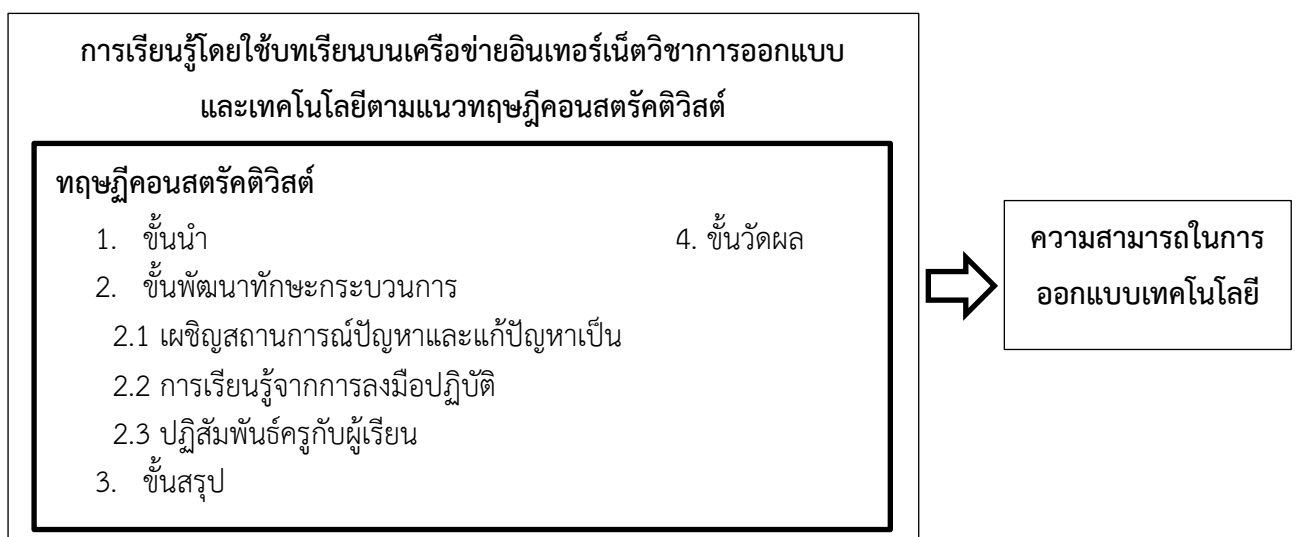 การเรียนรู้โดยใช้บทเรียนบนเครือข่ายอินเทอร์เน็ตวิชาการออกแบบ
และเทคโนโลยีตามแนวทฤษฎีคอนสตรัคติวิสต์
ทฤษฏีคอนสตรัคติวิสต์
1. ขั้นนำ
2. ขั้นพัฒนาทักษะกระบวนการ
2.1 เผชิญสถานการณ์ปัญหาและแก้ปัญหาเป็น
2.2 การเรียนรู้จากการลงมือปฏิบัติ
2.3 ปฏิสัมพันธ์ครูกับผู้เรียน
3. ขั้นสรุป
4. ขั้นวัดผล
ความสามารถในการ
ออกแบบเทคโนโลยี